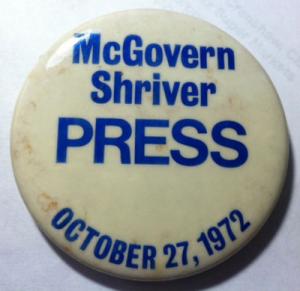 McGovern
Shriver
PRESS
OCTOBER 27, 1972